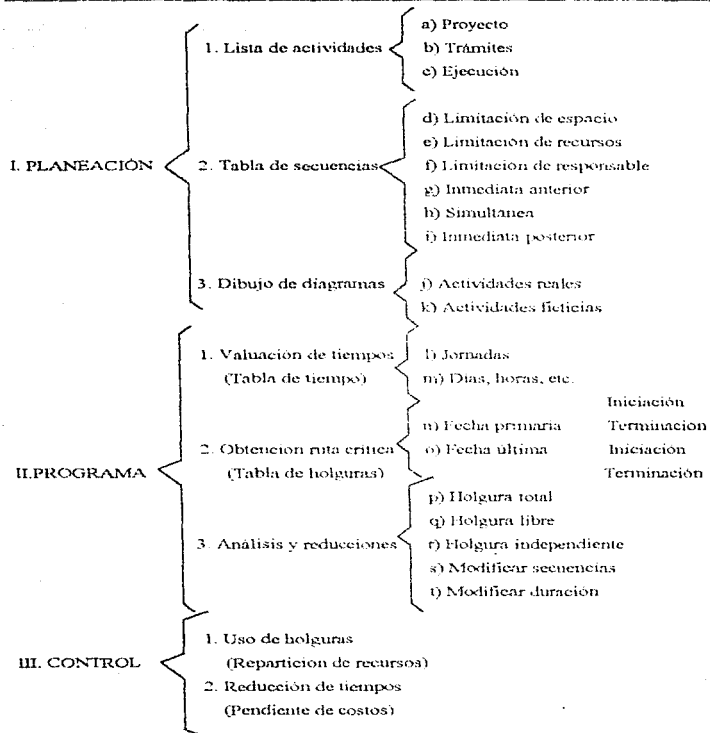 a) Proyecto
1. Lista de actividades
b) Trámites
c) Ejecución
d) Limitación de espacio
e) Limitación de recursos
I. PLANEACIÓN
2. Tabla de secuencias
f) Limitación de responsable
g) Inmediata anterior
h) Simultanea
i) Inmediata posterior
3. Dibujo de diagramas
j) Actividades reales
k) Actividades ficticias
1. Valuación de tiempos
l) Jornadas
(Tabla de tiempo)
m) Días, horas, etc.
Iniciación
n) Fecha primaria
Terminación
2. Obtencion ruta crítica
o) Fecha última
Iniciación
II.PROGRAMA
(Tabla de holguras)
Terminación
p) Holgura total
q) Holgura libre
3. Análisis y reducciones
r) Holgura independiente
s) Modificar secuencias
t) Modificar duración
1. Uso de holguras
III. CONTROL
(Reparticion de recursos)
2. Reducción de tiempos
(Pendiente de costos)